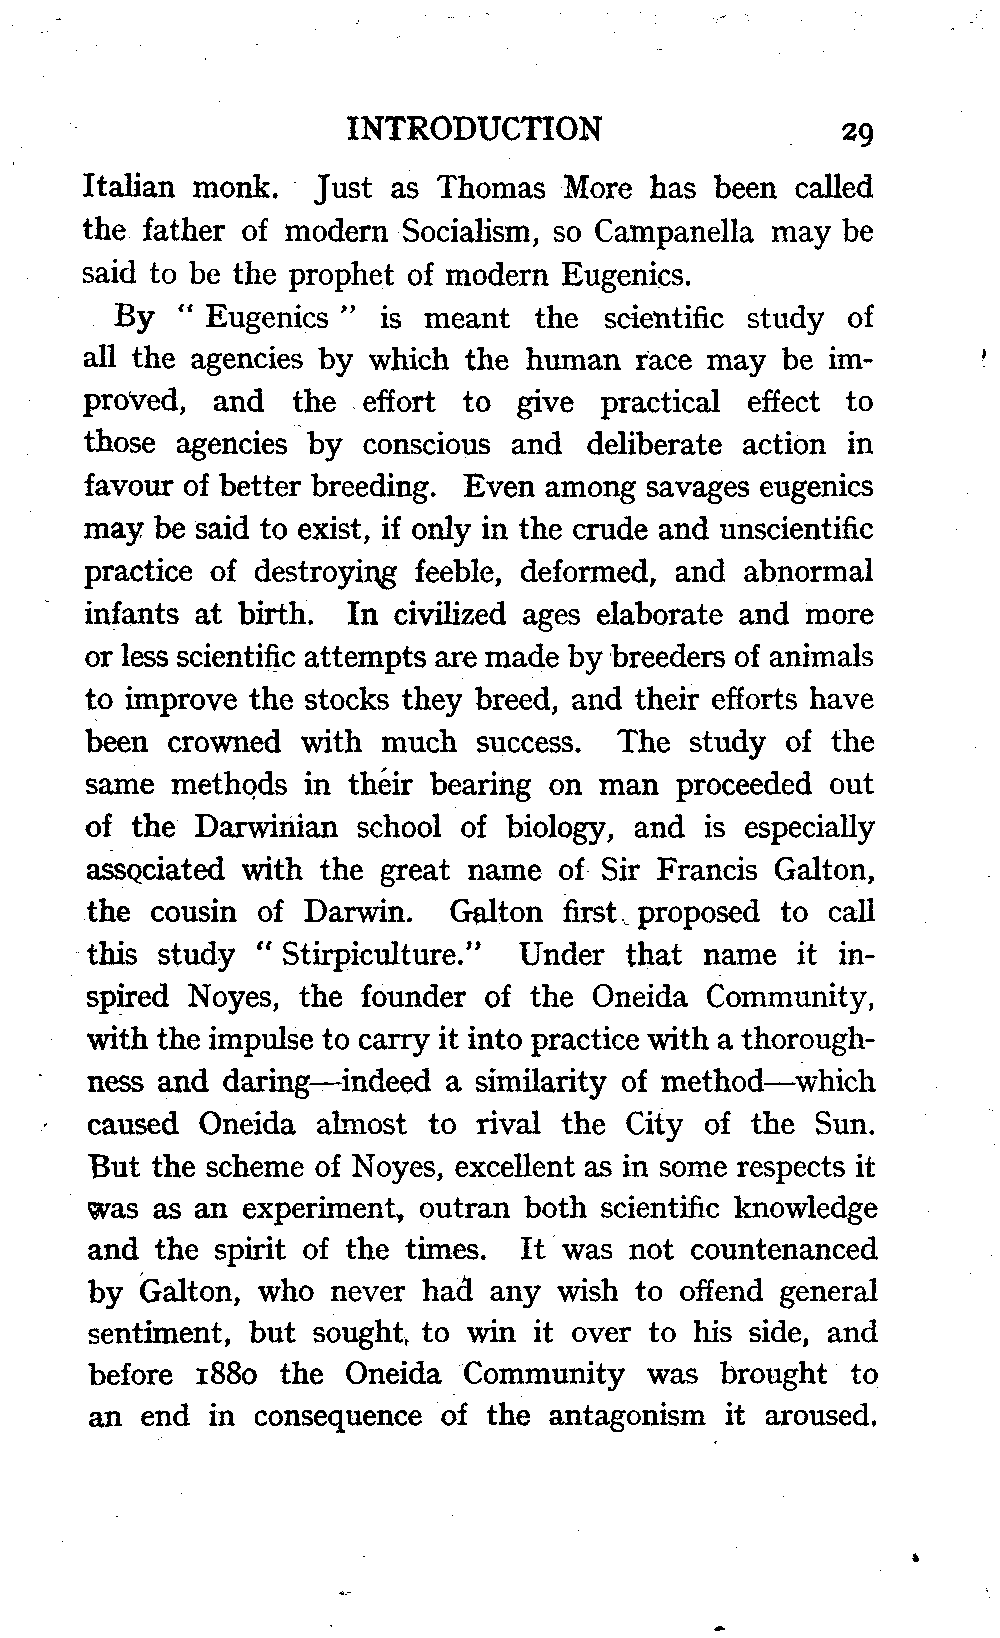 INTRODUCTION 29
Italian monk. Just as Thomas More has been called
the father of modern Socialism, so Campanella may be
said to be the prophet of modern Eugenics.
By “ Eugenics ” is meant the scientific study of
all the agencies by which the human race may be im-
proved, and the effort to give practical effect to
those agencies by conscious and deliberate action in
favour of better breeding. Even among savages eugenics
may be said to exist, if only in the crude and unscientific
practice of destroying feeble, deformed, and abnormal
infants at birth. In civilized ages elaborate and more
or less scientific attempts are made by breeders of animals
to improve the stocks they breed, and their efforts have
been crowned with much success. The study of the
same methods in their bearing on man proceeded out
of the Darwinian school of biology, and is especially
associated with the great name of Sir Francis Galton,
the cousin of Darwin. Galton first proposed to call
this study “ Stirpiculture.” Under that name it in-
spired Noyes, the founder of the Oneida Community,
with the impulse to carry it into practice with a thorough-
ness and daring—indeed a similarity of method—which
caused Oneida almost to rival the City of the Sun.
But the scheme of Noyes, excellent as in some respects it
was as an experiment, outran both scientific knowledge
and the spirit of the times. It was not countenanced
by Galton, who never had any wish to offend general
sentiment, but sought to win it over to his side, and
before 1880 the Oneida Community was brought to
an end in consequence of the antagonism it aroused.